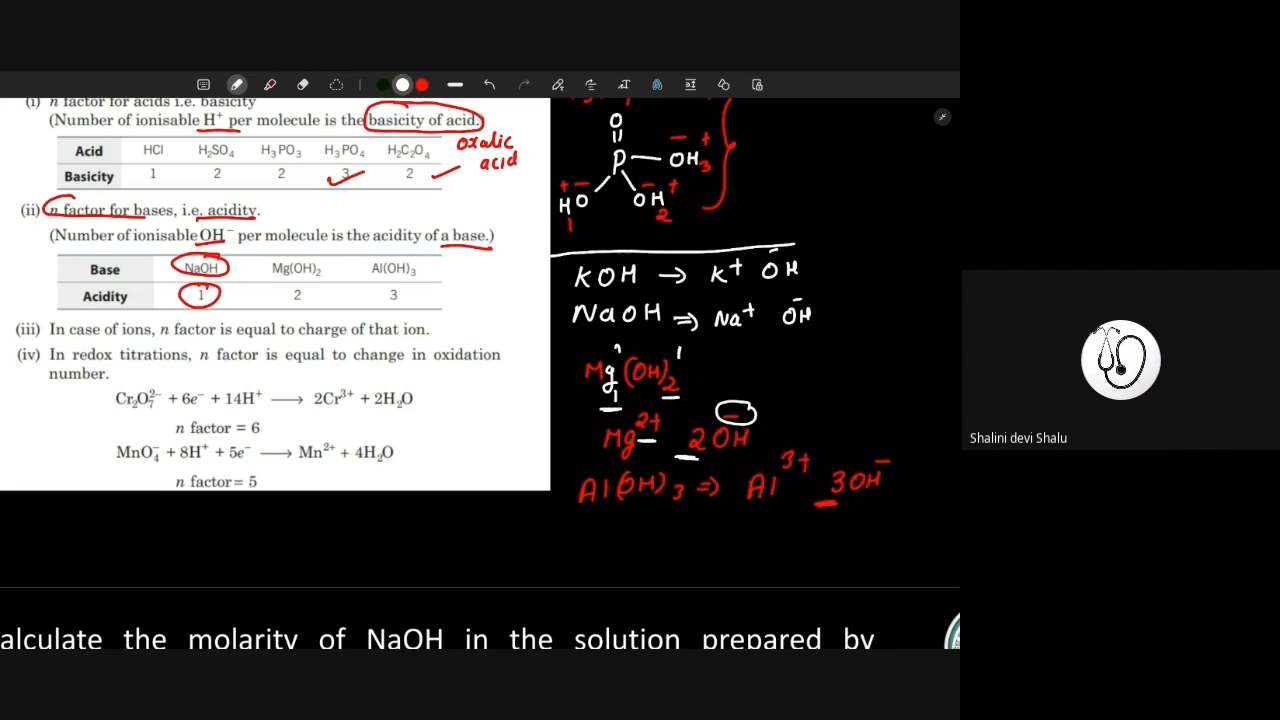 (i) n factor for acids i.e. basicity
(Number of ionisable H⁺ per molecule is the basicity of acid.)
oxalic acid
Acid HCl H₂SO₄ H₃PO₃ H₃PO₄ H₂C₂O₄
Basicity 1 2 2 3 2
(ii) n factor for bases, i.e. acidity.
(Number of ionisable OH⁻ per molecule is the acidity of a base.)
Base NaOH Mg(OH)₂ Al(OH)₃
Acidity 1 2 3
(iii) In case of ions, n factor is equal to charge of that ion.
(iv) In redox titrations, n factor is equal to change in oxidation
number.
Cr₂O₇²⁻ + 6e⁻ + 14H⁺ ⟶ 2Cr³⁺ + 2H₂O
n factor = 6
MnO₄⁻ + 8H⁺ + 5e⁻ ⟶ Mn²⁺ + 4H₂O
n factor = 5
O
P OH 3
− +
+ − − +
HO OH
1 2
KOH → K⁺ OH⁻
NaOH ⇒ Na⁺ OH⁻
Mg(OH)₂
Mg²⁺ 2OH⁻
Al(OH)₃ ⇒ Al³⁺ 3OH⁻
Shalini devi Shalu
alculate the molarity of NaOH in the solution prepared by